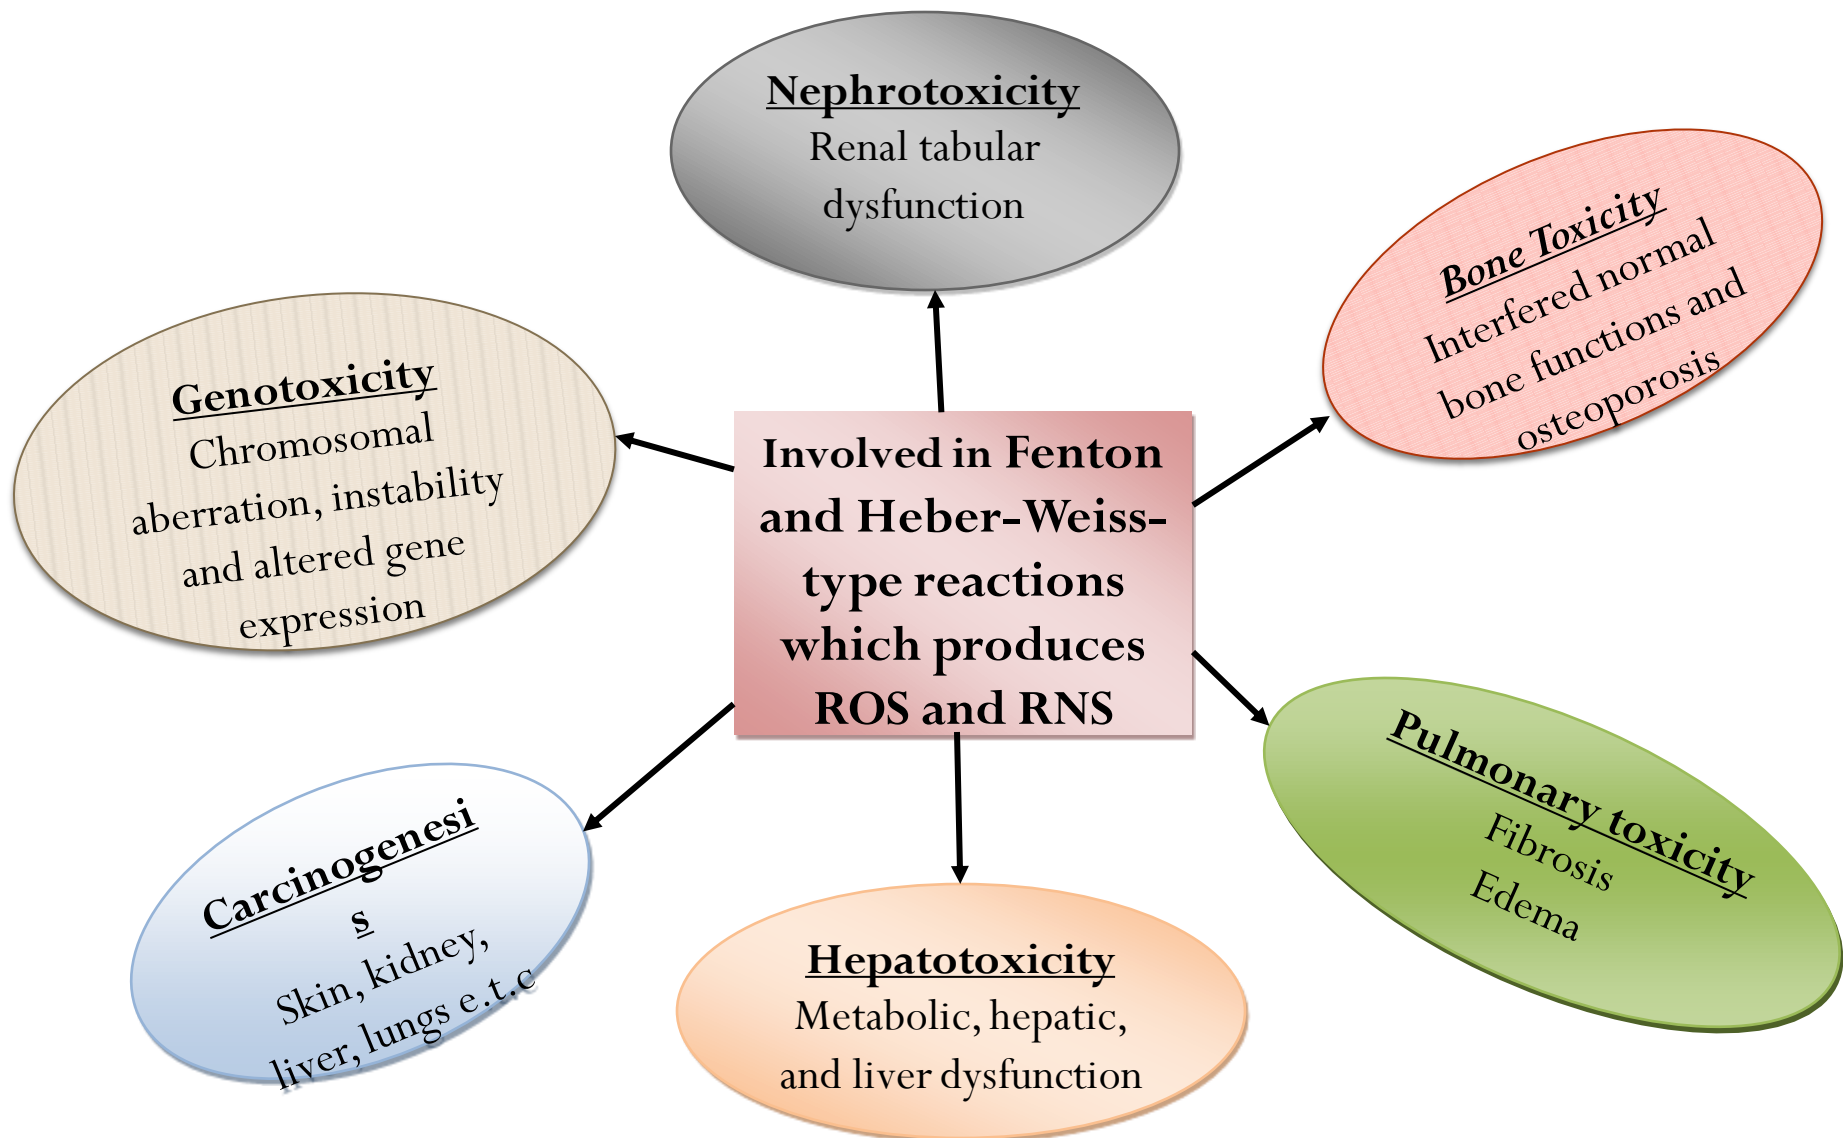 Nephrotoxicity
Renal tabular
dysfunction
Bone Toxicity
Interfered normal
bone functions and
osteoporosis
Genotoxicity
Chromosomal
aberration, instability
and altered gene
expression
Involved in Fenton
and Heber-Weiss-
type reactions
which produces
ROS and RNS
Pulmonary toxicity
Fibrosis
Edema
Carcinogenesi
s
Skin, kidney,
liver, lungs e.t.c
Hepatotoxicity
Metabolic, hepatic,
and liver dysfunction